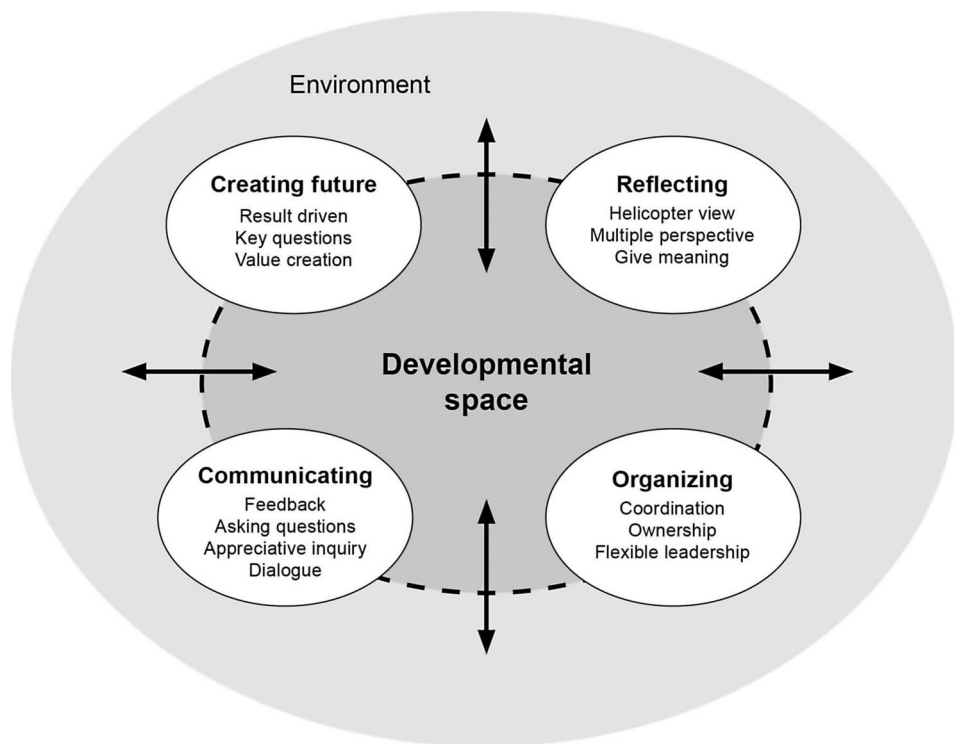 Environment
Creating future
Result driven
Key questions
Value creation
Reflecting
Helicopter view
Multiple perspective
Give meaning
Developmental
space
Communicating
Feedback
Asking questions
Appreciative inquiry
Dialogue
Organizing
Coordination
Ownership
Flexible leadership